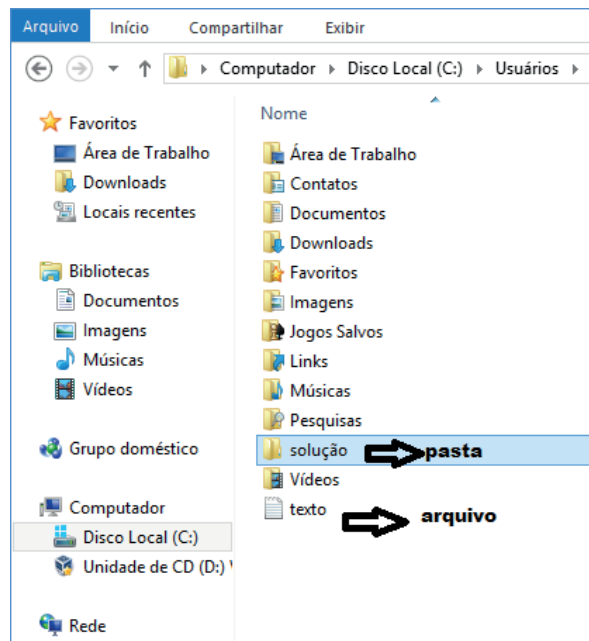 Arquivo Início Compartilhar Exibir
Computador Disco Local (C:) Usuários
Nome
Favoritos
Área de Trabalho
Downloads
Locais recentes
Bibliotecas
Documentos
Imagens
Músicas
Vídeos
Grupo doméstico
Computador
Disco Local (C:)
Unidade de CD (D:)
Rede
Área de Trabalho
Contatos
Documentos
Downloads
Favoritos
Imagens
Jogos Salvos
Links
Músicas
Pesquisas
solução pasta
Vídeos
texto arquivo